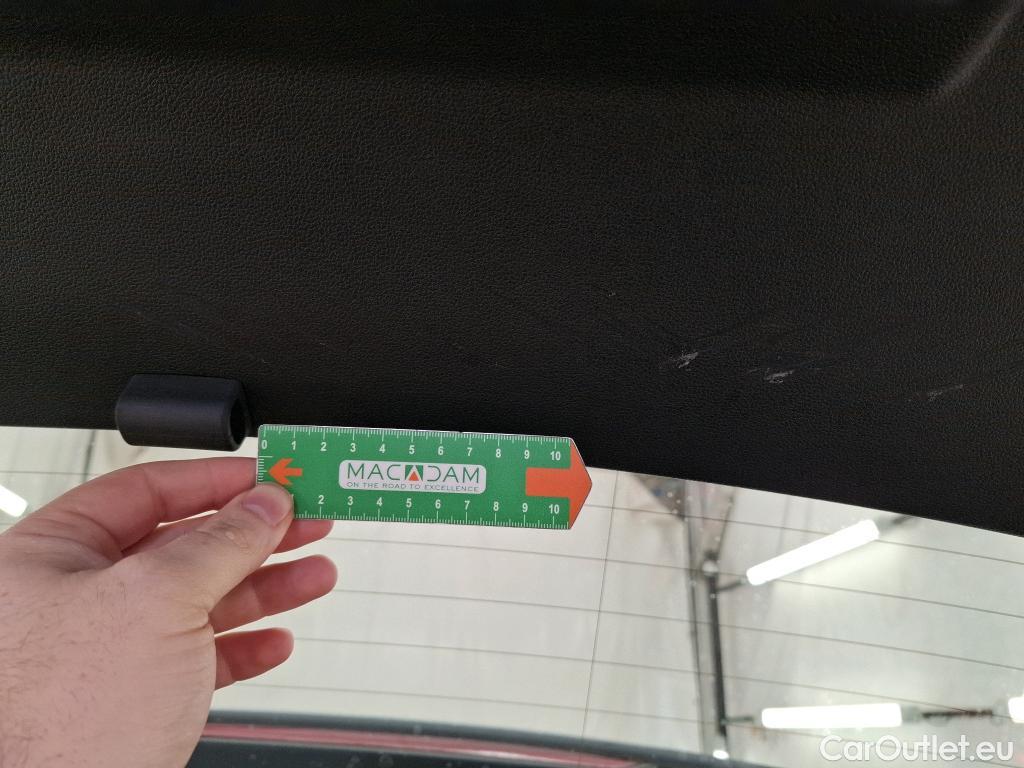 0 1 2 3 4 5 6 7 8 9 10
MACADAM
ON THE ROAD TO EXCELLENCE
1 2 3 4 5 6 7 8 9 10
CarOutlet.eu